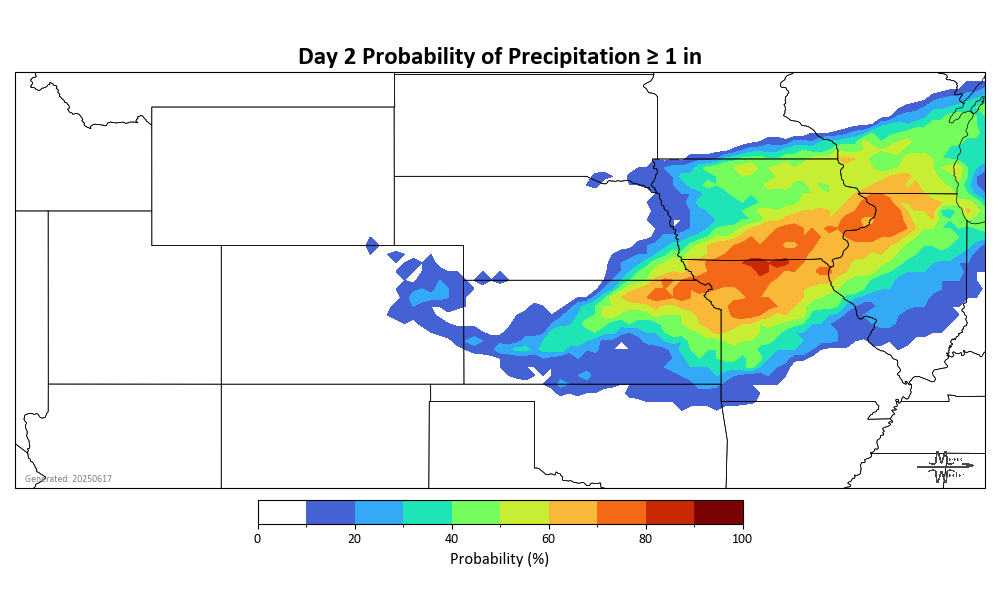 Day 2 Probability of Precipitation ≥ 1 in
Generated: 20250617
0 20 40 60 80 100
Probability (%)